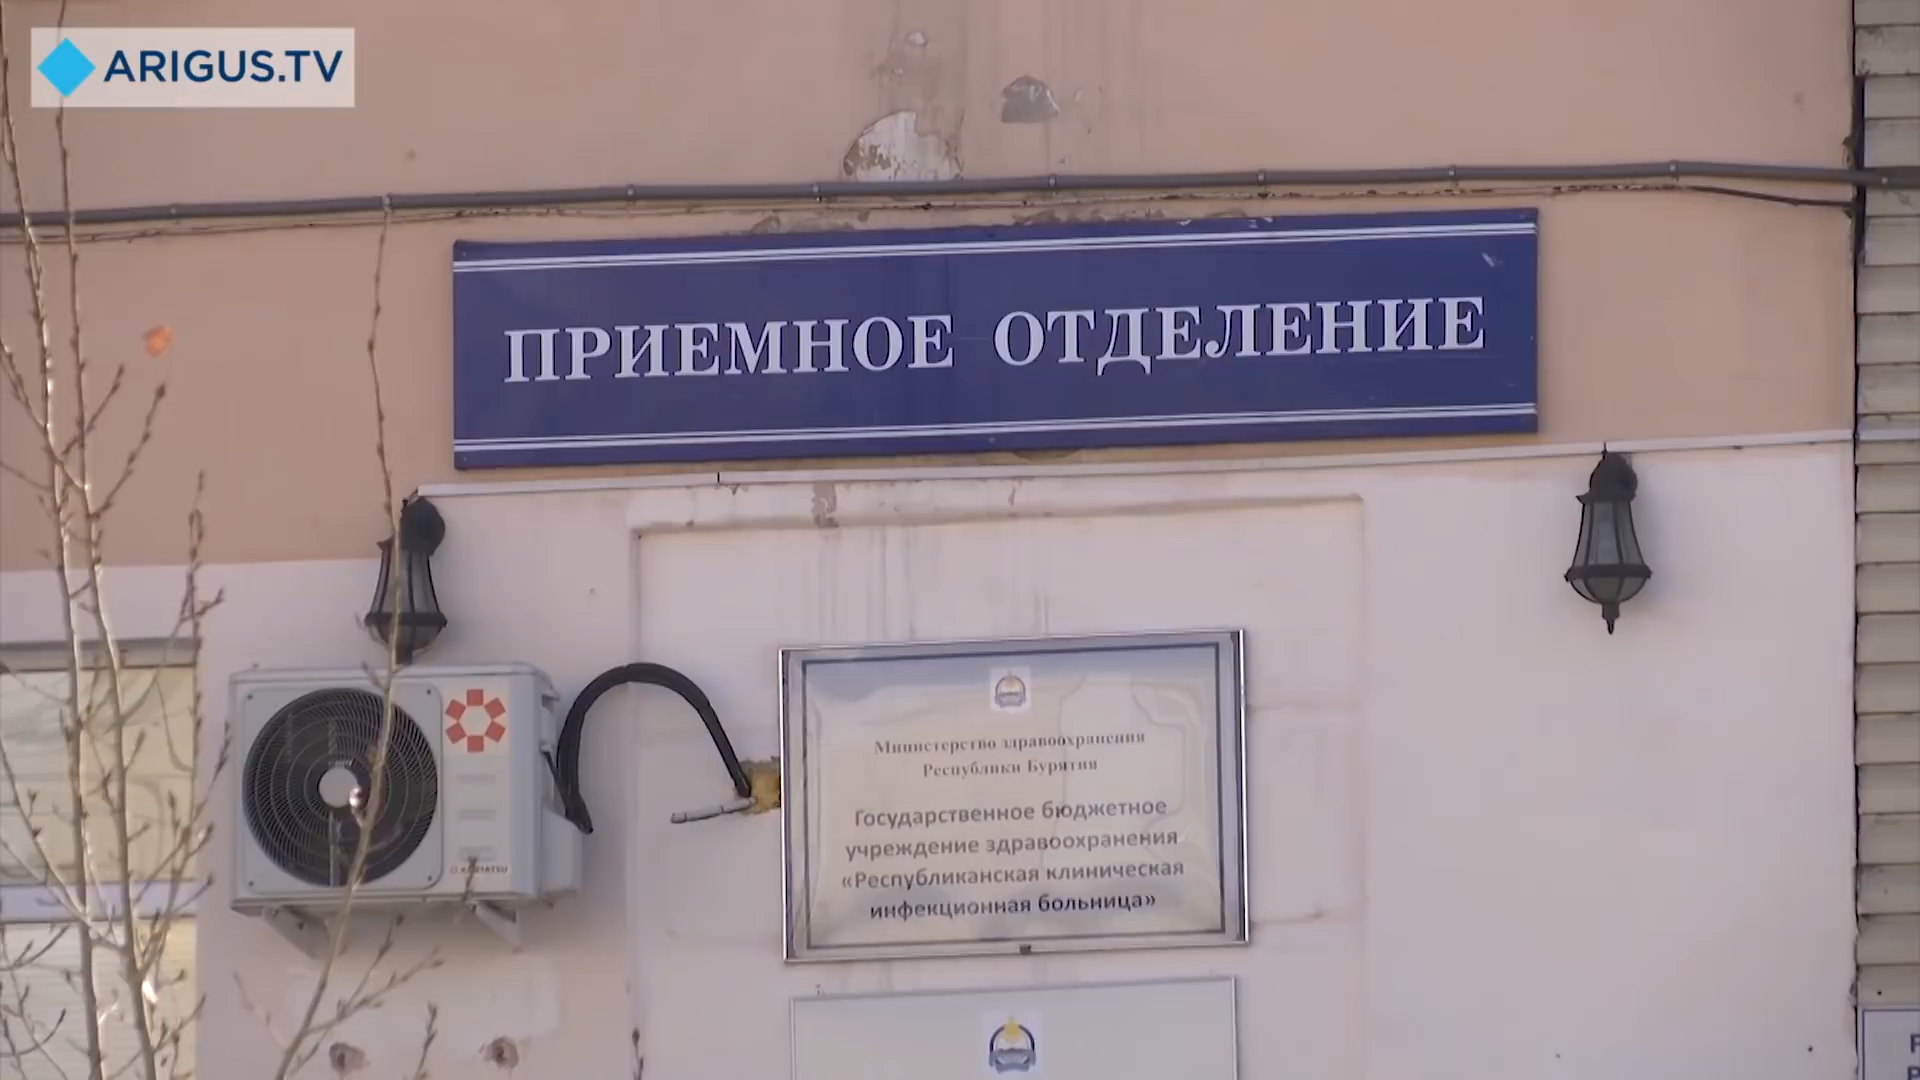 ARIGUS.TV
ПРИЕМНОЕ ОТДЕЛЕНИЕ
Министерство здравоохранения
Республики Бурятия
Государственное бюджетное
учреждение здравоохранения
«Республиканская клиническая
инфекционная больница»